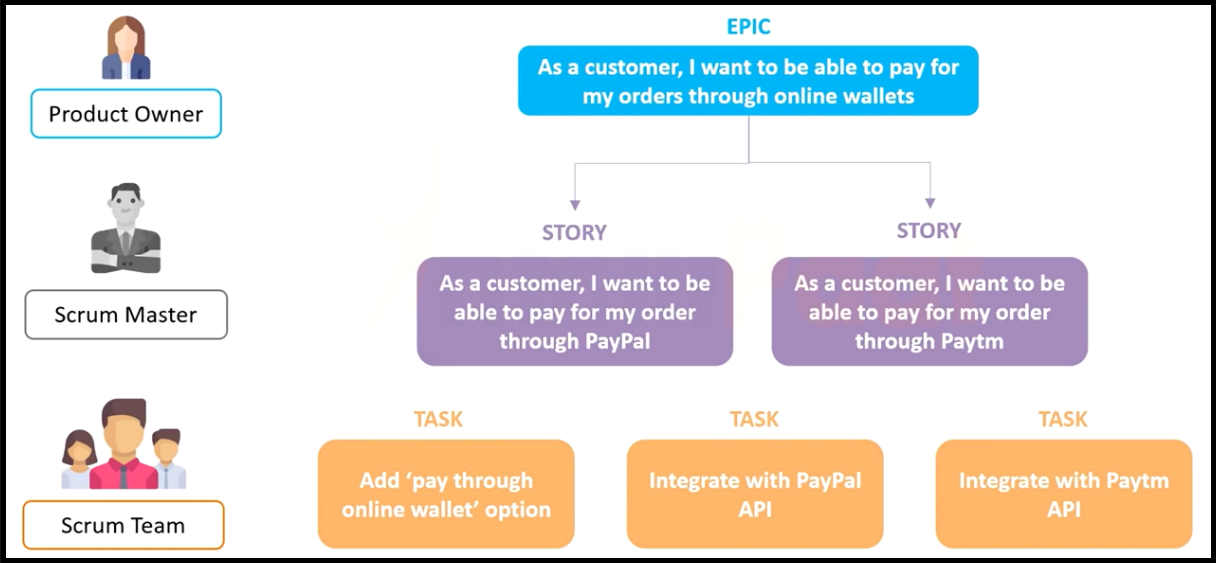 EPIC
As a customer, I want to be able to pay for
my orders through online wallets
Product Owner
STORY
STORY
As a customer, I want to be
able to pay for my order
through PayPal
As a customer, I want to be
able to pay for my order
through Paytm
Scrum Master
TASK
TASK
TASK
Add ‘pay through
online wallet’ option
Integrate with PayPal
API
Integrate with Paytm
API
Scrum Team